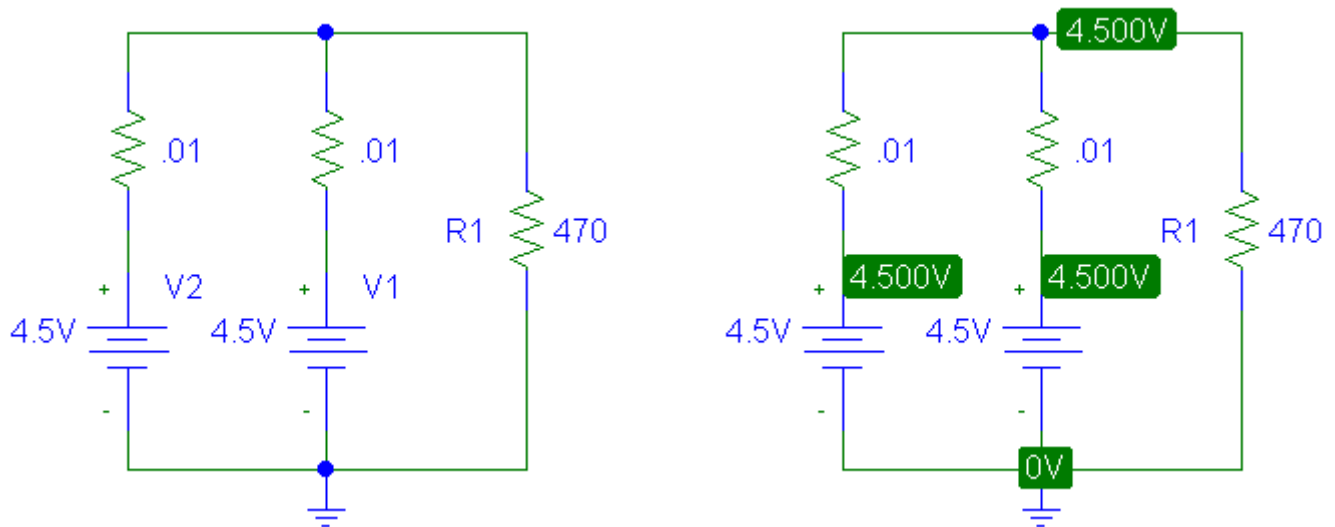 .01
.01
R1
470
+
V2
+
V1
4.5V
4.5V
-
-
4.500V
.01
.01
R1
470
4.500V
4.500V
+
+
4.5V
4.5V
-
-
0V